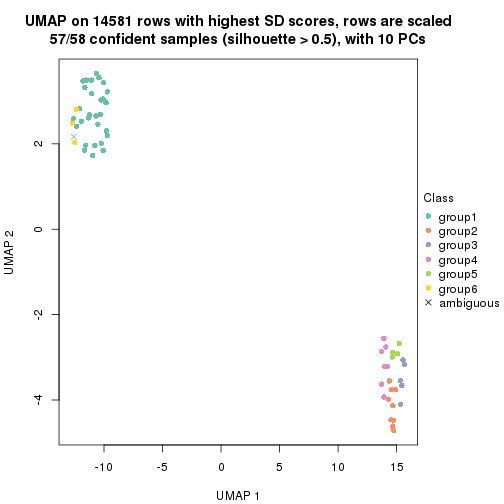 UMAP on 14581 rows with highest SD scores, rows are scaled
57/58 confident samples (silhouette > 0.5), with 10 PCs
UMAP 2
2
0
-2
-4
-10
-5
0
5
10
15
UMAP 1
Class
group1
group2
group3
group4
group5
group6
ambiguous